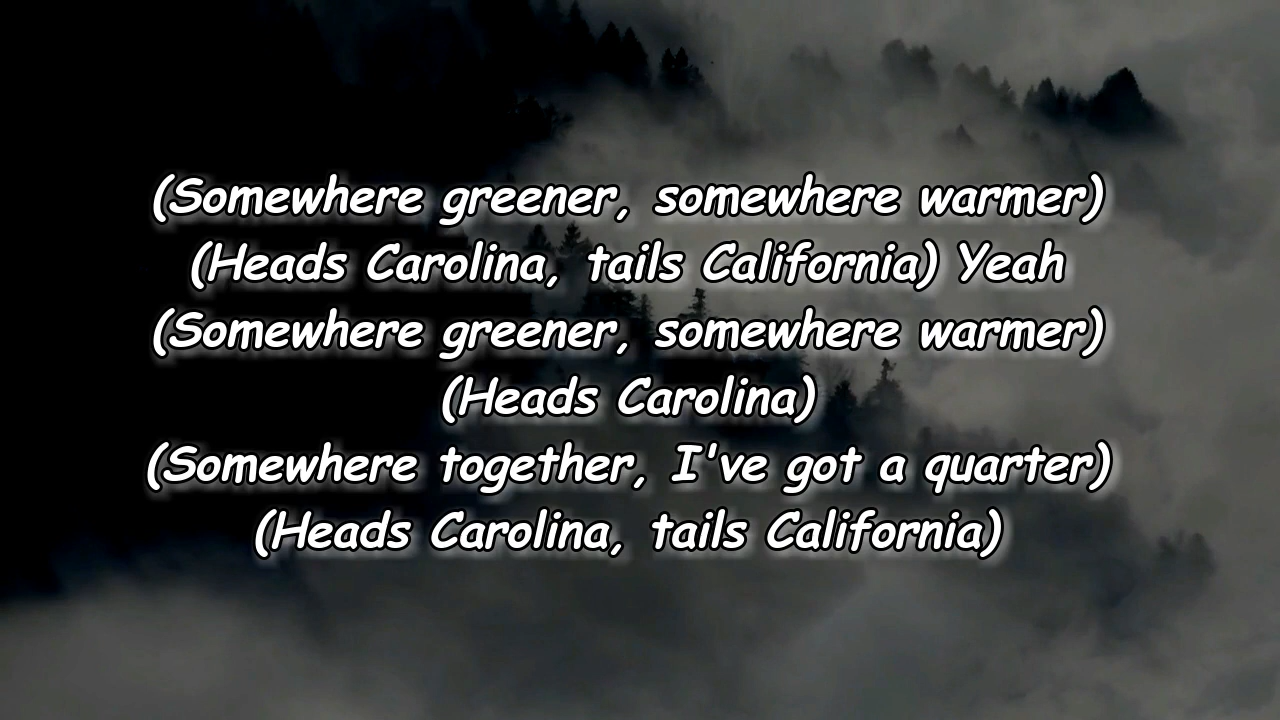 (Somewhere greener, somewhere warmer)
(Heads Carolina, tails California) Yeah
(Somewhere greener, somewhere warmer)
(Heads Carolina)
(Somewhere together, I've got a quarter)
(Heads Carolina, tails California)